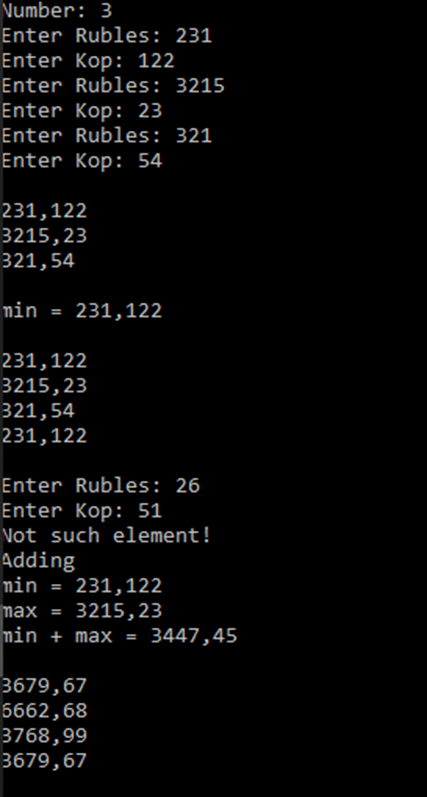 Number: 3
Enter Rubles: 231
Enter Kop: 122
Enter Rubles: 3215
Enter Kop: 23
Enter Rubles: 321
Enter Kop: 54
231,122
3215,23
321,54
min = 231,122
231,122
3215,23
321,54
231,122
Enter Rubles: 26
Enter Kop: 51
Not such element!
Adding
min = 231,122
max = 3215,23
min + max = 3447,45
3679,67
6662,68
3768,99
3679,67